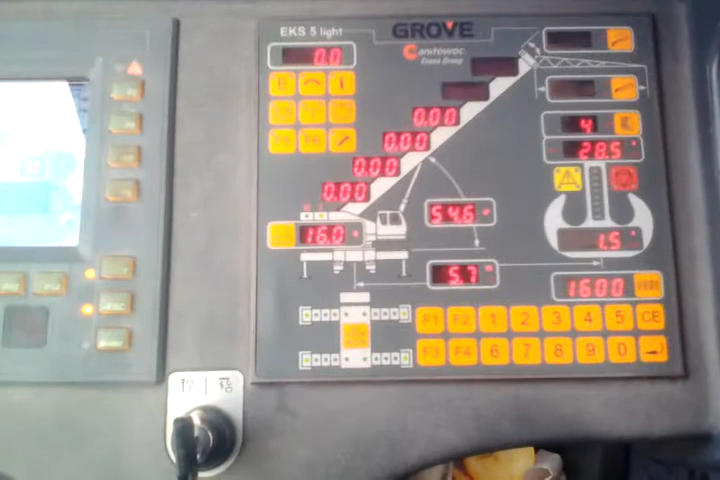 EKS 5 light
GROVE
Manitowoc
Crane Group
0.0
0.00
0.00
4
0.00
28.5
0.00
54.6
16.0
1.5
5.7
1600
F1 F2 1 2 3 4 5 CE
F3 F4 6 7 8 9 0